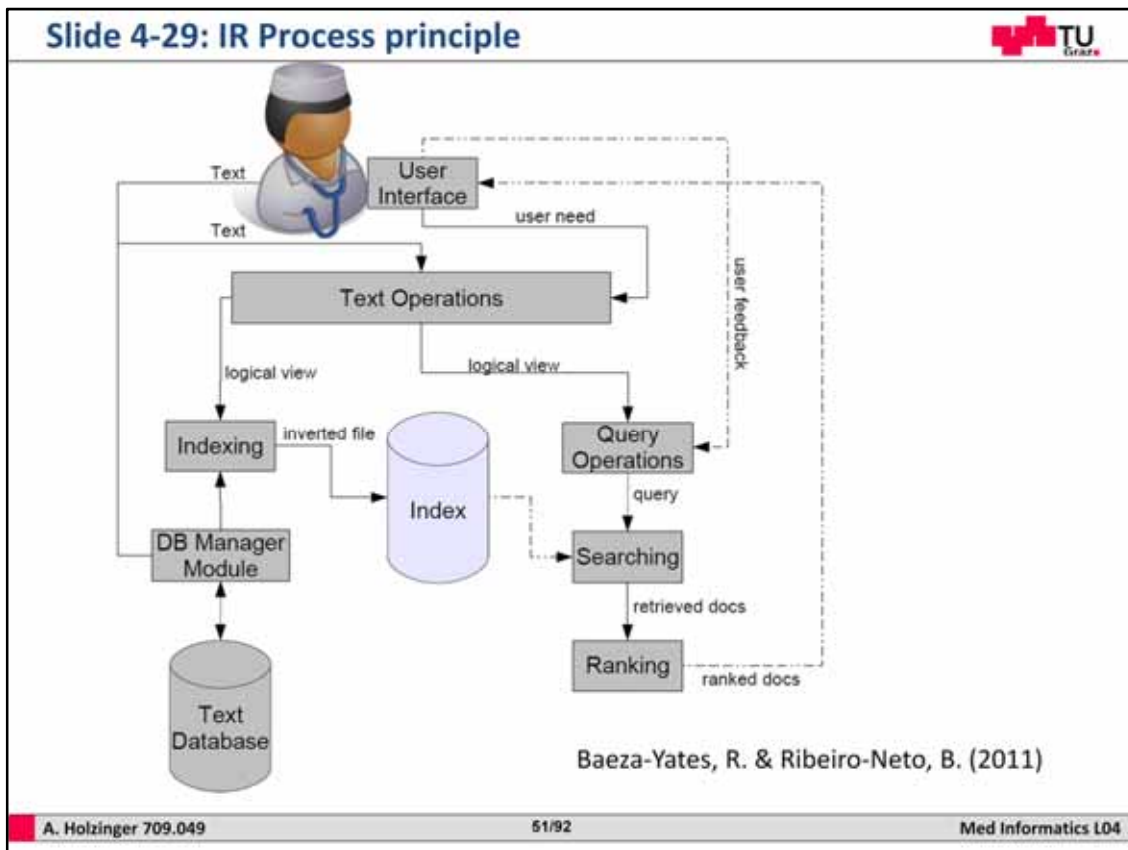 Slide 4-29: IR Process principle
TU
Graz
Text
User
Interface
user need
Text
user feedback
Text Operations
logical view
logical view
Indexing
inverted file
Index
Query
Operations
query
DB Manager
Module
Searching
retrieved docs
Ranking
ranked docs
Text
Database
Baeza-Yates, R. & Ribeiro-Neto, B. (2011)
A. Holzinger 709.049
51/92
Med Informatics L04